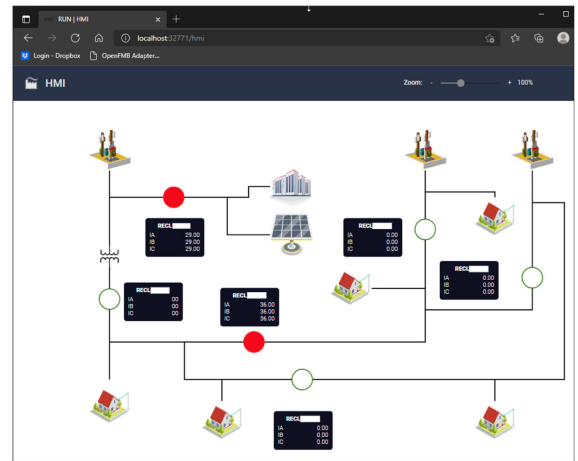 RUN | HMI
localhost:32771/hmi
Login - Dropbox
OpenFMB Adapter...
HMI
Zoom: - + 100%
RECL
IA 29.00
IB 29.00
IC 29.00
RECL
IA 0.00
IB 0.00
IC 0.00
RECL
IA 0.00
IB 0.00
IC 0.00
RECL
IA 00
IB 00
IC 00
RECL
IA 36.00
IB 36.00
IC 36.00
RECL
IA 0.00
IB 0.00
IC 0.00